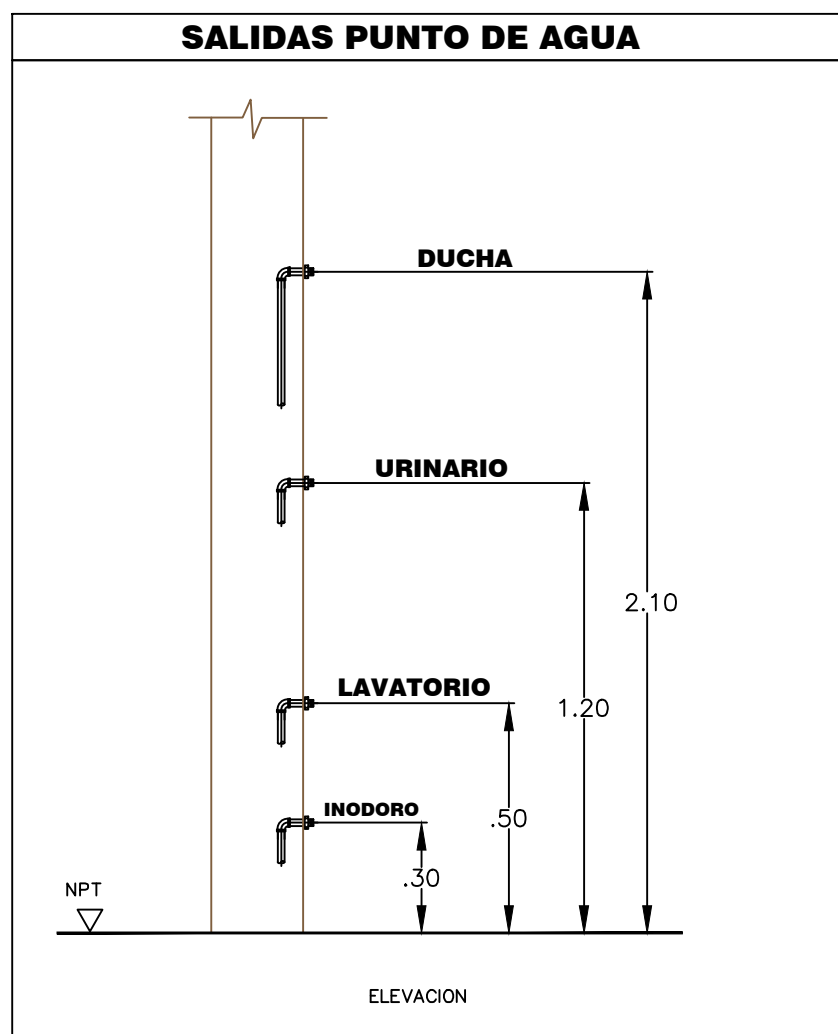 SALIDAS PUNTO DE AGUA
DUCHA
URINARIO
2.10
LAVATORIO
1.20
INODORO
.50
.30
NPT
ELEVACION